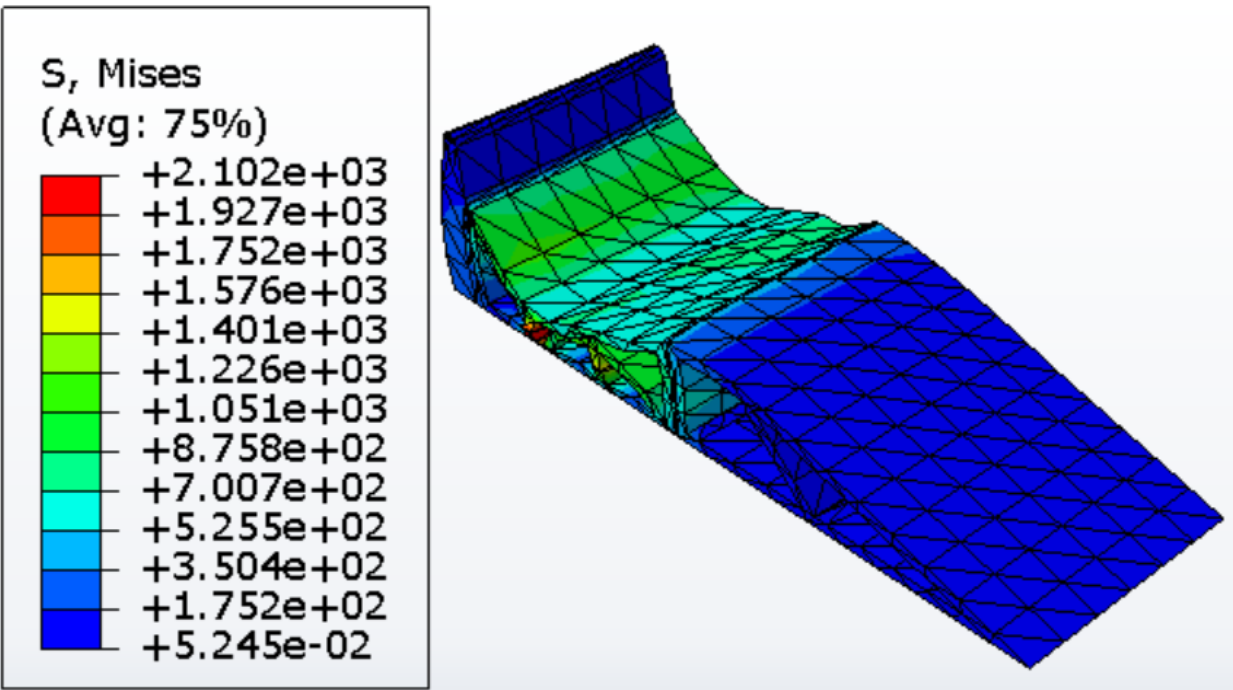 S, Mises
(Avg: 75%)
+2.102e+03
+1.927e+03
+1.752e+03
+1.576e+03
+1.401e+03
+1.226e+03
+1.051e+03
+8.758e+02
+7.007e+02
+5.255e+02
+3.504e+02
+1.752e+02
+5.245e-02